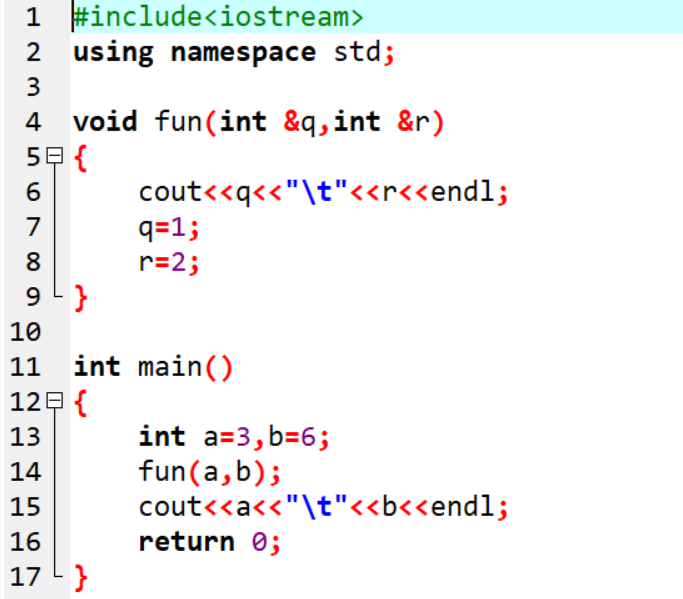 1 #include<iostream>
2 using namespace std;
3
4 void fun(int &q,int &r)
5 {
6 cout<<q<<"\t"<<r<<endl;
7 q=1;
8 r=2;
9 }
10
11 int main()
12 {
13 int a=3,b=6;
14 fun(a,b);
15 cout<<a<<"\t"<<b<<endl;
16 return 0;
17 }